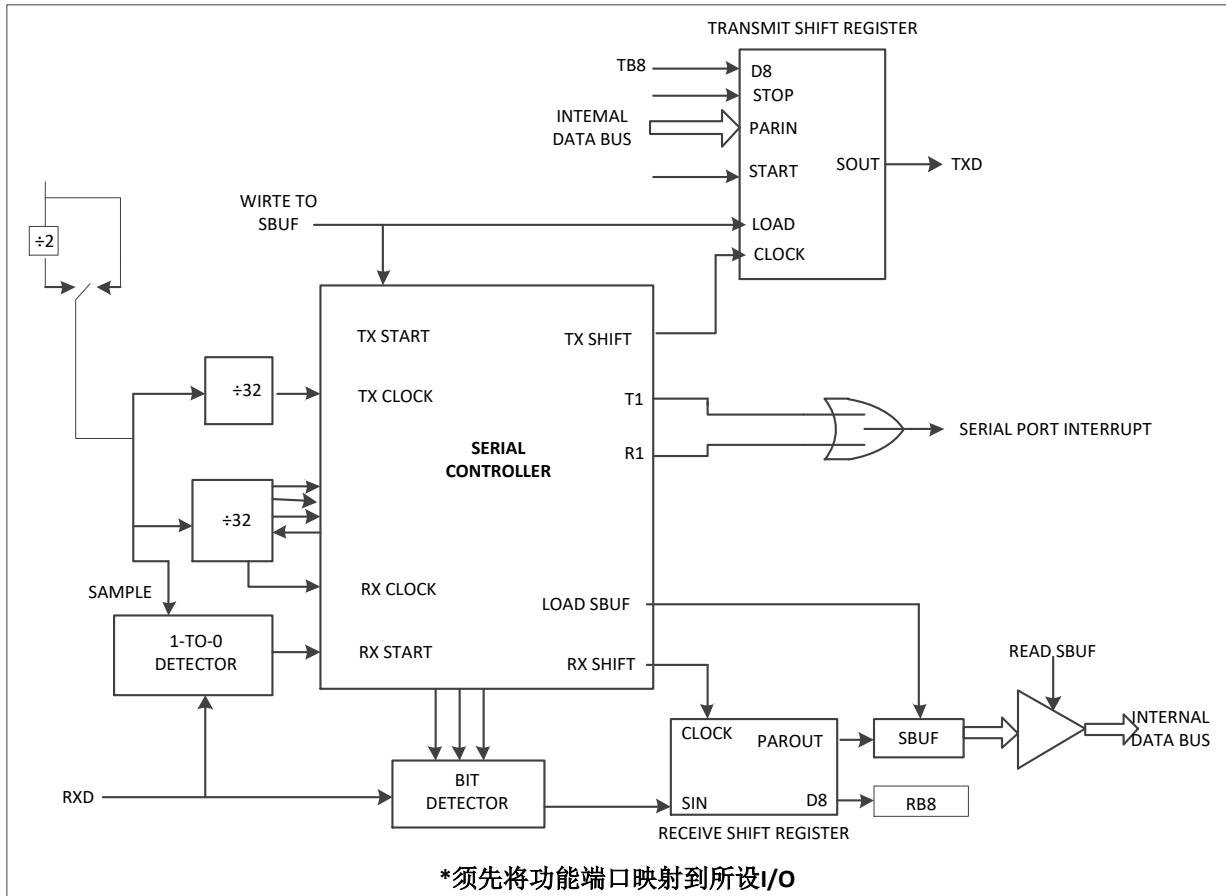 TRANSMIT SHIFT REGISTER
TB8
D8
STOP
INTEMAL
DATA BUS
PARIN
START
SOUT
TXD
WIRTE TO
SBUF
LOAD
CLOCK
÷2
TX START
TX SHIFT
÷32
TX CLOCK
T1
SERIAL PORT INTERRUPT
R1
SERIAL
CONTROLLER
÷32
RX CLOCK
SAMPLE
LOAD SBUF
1-TO-0
DETECTOR
RX START
RX SHIFT
READ SBUF
CLOCK
PAROUT
SBUF
INTERNAL
DATA BUS
BIT
DETECTOR
RXD
SIN
D8
RB8
RECEIVE SHIFT REGISTER
*须先将功能端口映射到所设I/O